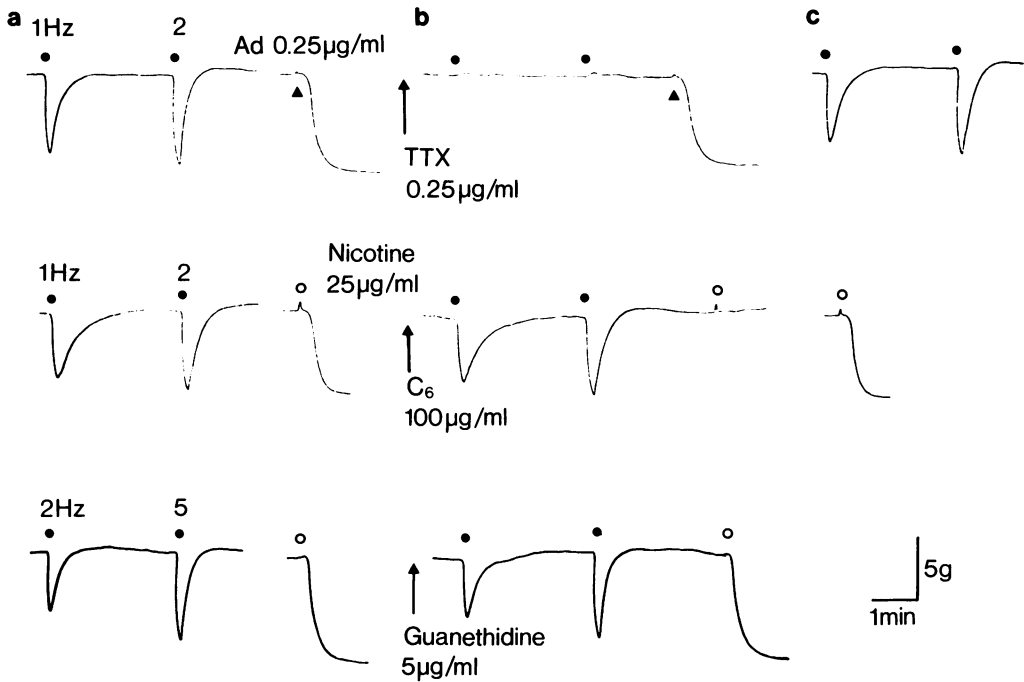 a
b
c
1Hz
2
Ad 0.25µg/ml
TTX
0.25µg/ml
1Hz
2
Nicotine
25µg/ml
C₆
100µg/ml
2Hz
5
Guanethidine
5µg/ml
5g
1min